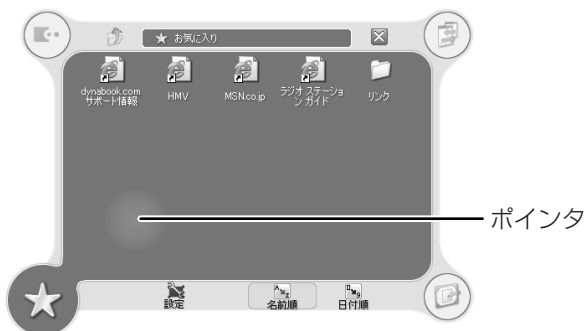 お気に入り
dynabook.com
サポート情報
HMV
MSN.co.jp
ラジオ ステーショ
ン ガイド
リンク
ポインタ
設定
名前順
日付順